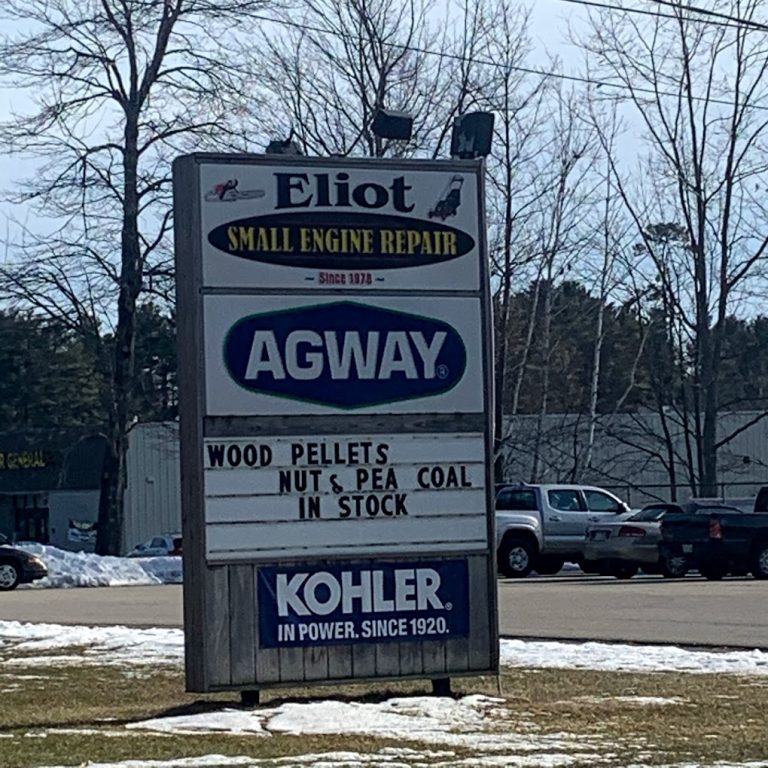 Eliot
SMALL ENGINE REPAIR
~ Since 1978 ~
AGWAY®
WOOD PELLETS
NUT & PEA COAL
IN STOCK
KOHLER®
IN POWER. SINCE 1920.
GENERAL